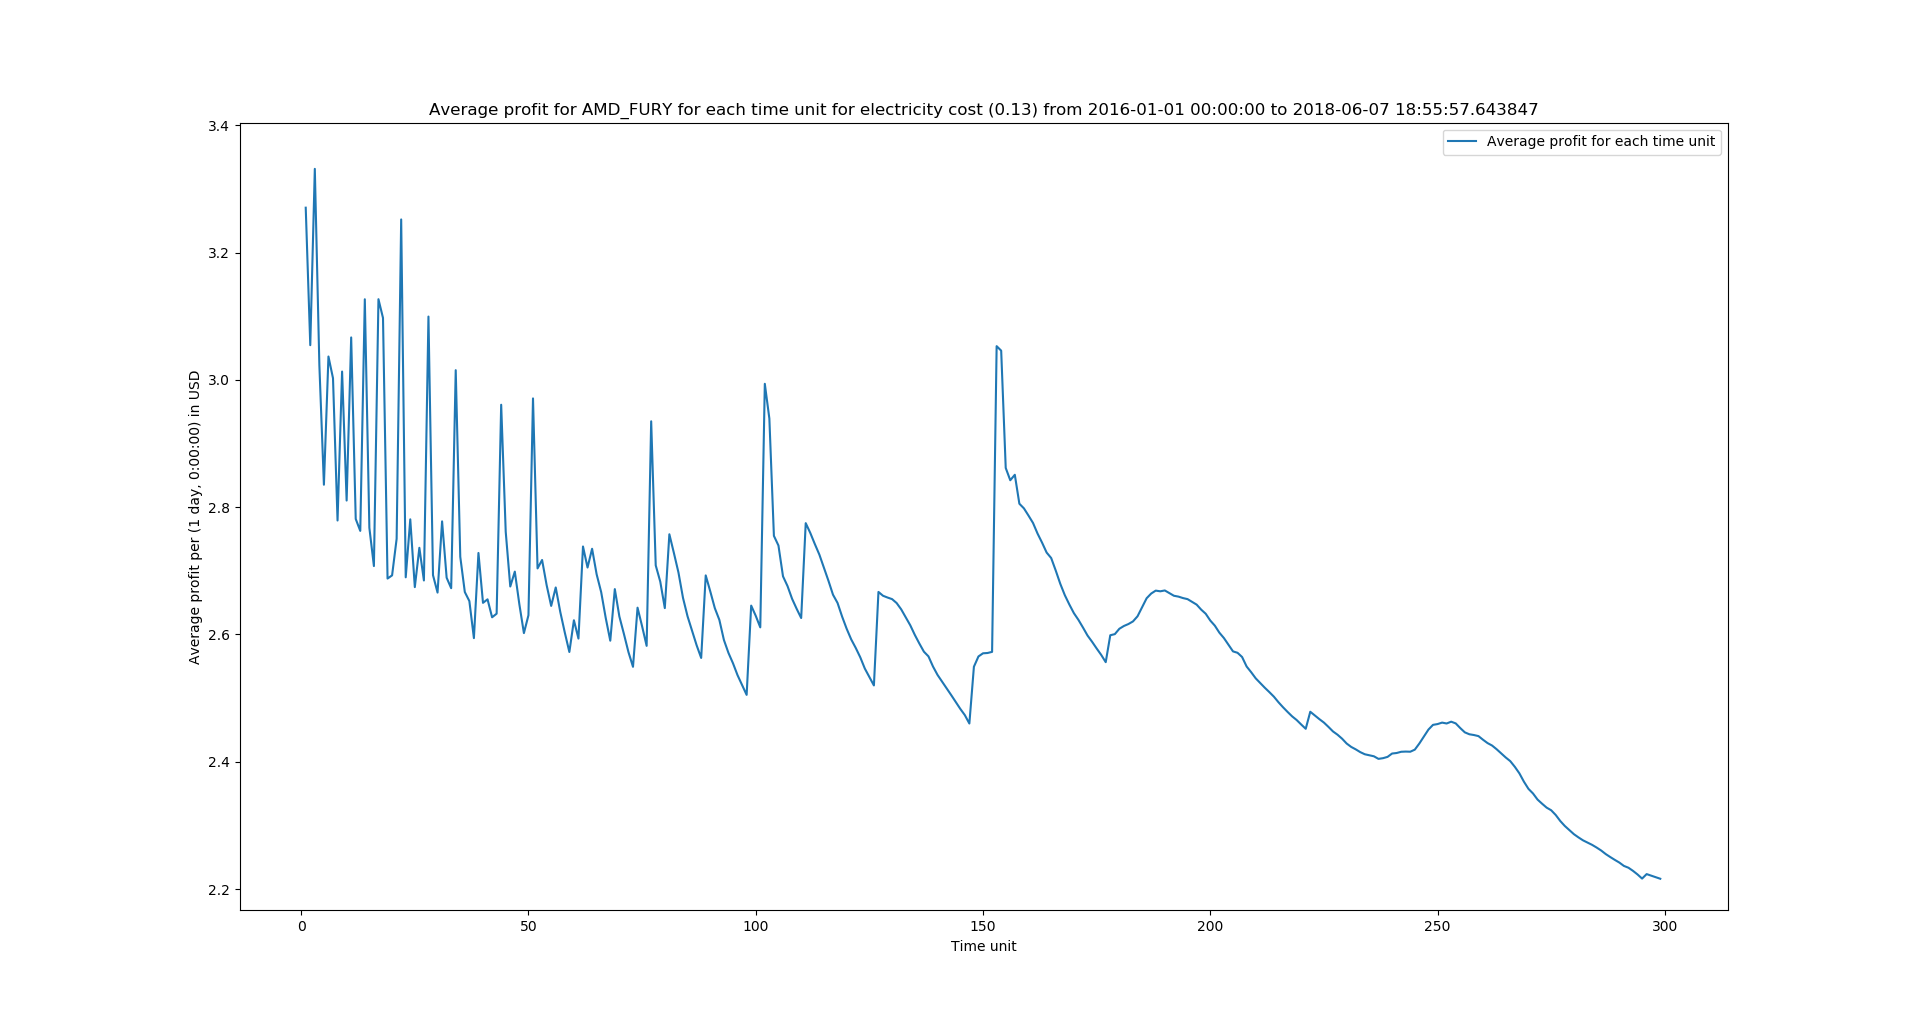 Average profit for AMD_FURY for each time unit for electricity cost (0.13) from 2016-01-01 00:00:00 to 2018-06-07 18:55:57.643847
Average profit for each time unit
Average profit per (1 day, 0:00:00) in USD
3.4
3.2
3.0
2.8
2.6
2.4
2.2
0 50 100 150 200 250 300
Time unit